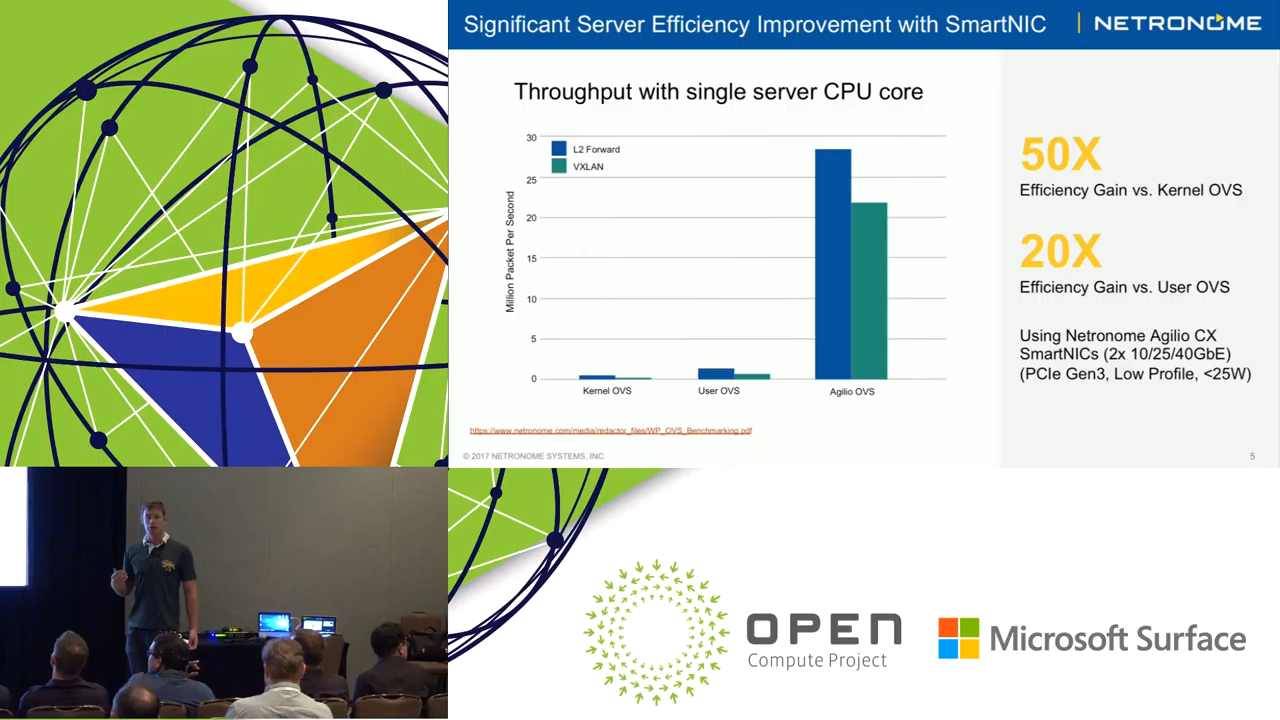 Significant Server Efficiency Improvement with SmartNIC
NETRONOME
Throughput with single server CPU core
Million Packet Per Second
30
25
20
15
10
5
0
L2 Forward
VXLAN
Kernel OVS
User OVS
Agilio OVS
https://www.netronome.com/media/redactor_files/WP_OVS_Benchmarking.pdf
© 2017 NETRONOME SYSTEMS, INC.
50X
Efficiency Gain vs. Kernel OVS
20X
Efficiency Gain vs. User OVS
Using Netronome Agilio CX
SmartNICs (2x 10/25/40GbE)
(PCIe Gen3, Low Profile, <25W)
5
OPEN
Compute Project
Microsoft Surface